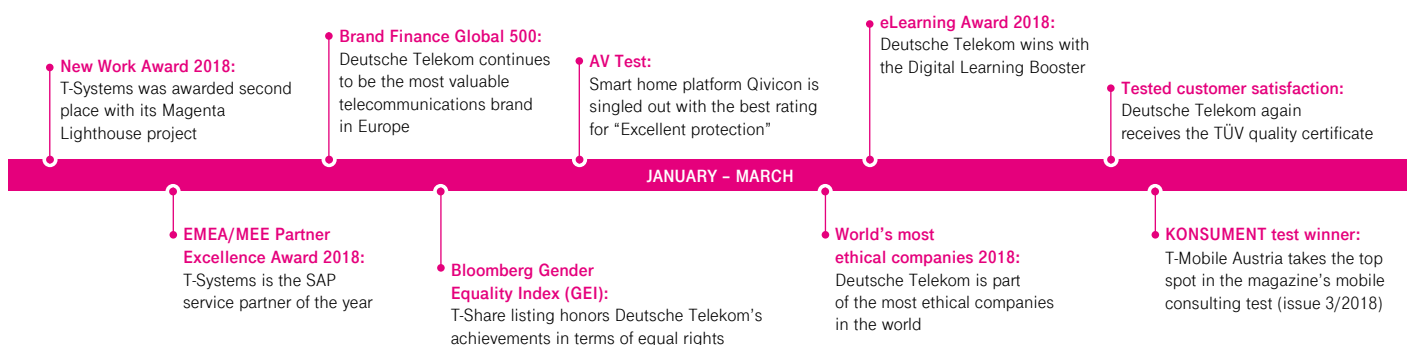 New Work Award 2018:
T-Systems was awarded second
place with its Magenta
Lighthouse project
Brand Finance Global 500:
Deutsche Telekom continues
to be the most valuable
telecommunications brand
in Europe
AV Test:
Smart home platform Qivicon is
singled out with the best rating
for “Excellent protection”
eLearning Award 2018:
Deutsche Telekom wins with
the Digital Learning Booster
Tested customer satisfaction:
Deutsche Telekom again
receives the TÜV quality certificate
JANUARY – MARCH
EMEA/MEE Partner
Excellence Award 2018:
T-Systems is the SAP
service partner of the year
Bloomberg Gender
Equality Index (GEI):
T-Share listing honors Deutsche Telekom’s
achievements in terms of equal rights
World’s most
ethical companies 2018:
Deutsche Telekom is part
of the most ethical companies
in the world
KONSUMENT test winner:
T-Mobile Austria takes the top
spot in the magazine’s mobile
consulting test (issue 3/2018)